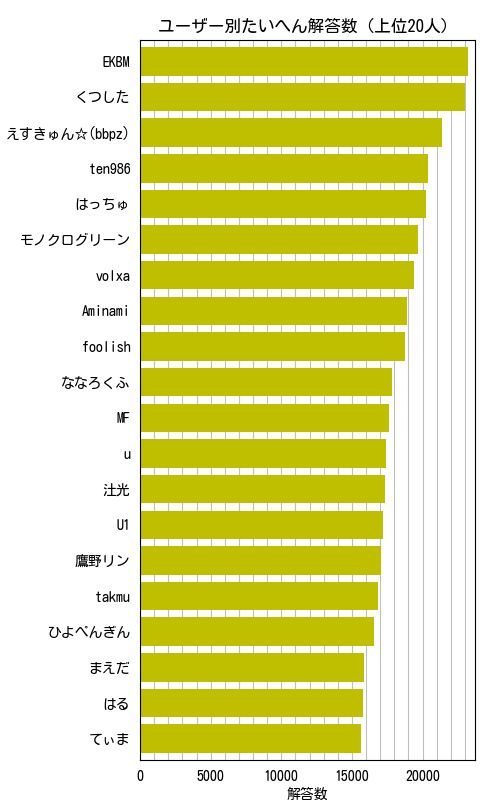 ユーザー別たいへん解答数（上位20人）
EKBM
くつした
えすきゅん☆(bbpz)
ten986
はっちゅ
モノクログリーン
volxa
Aminami
foolish
ななろくふ
MF
u
汢光
U1
鷹野リン
takmu
ひよぺんぎん
まえだ
はる
てぃま
0 5000 10000 15000 20000
解答数